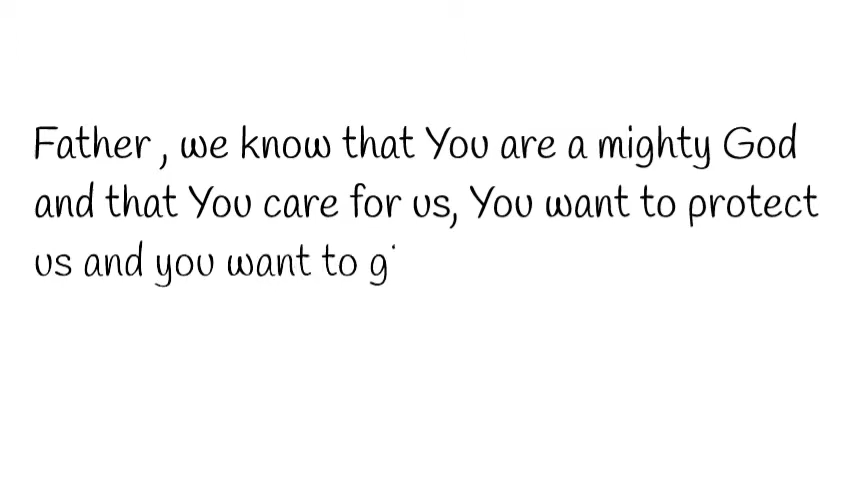 Father , we know that You are a mighty God
and that You care for us, You want to protect
us and you want to g